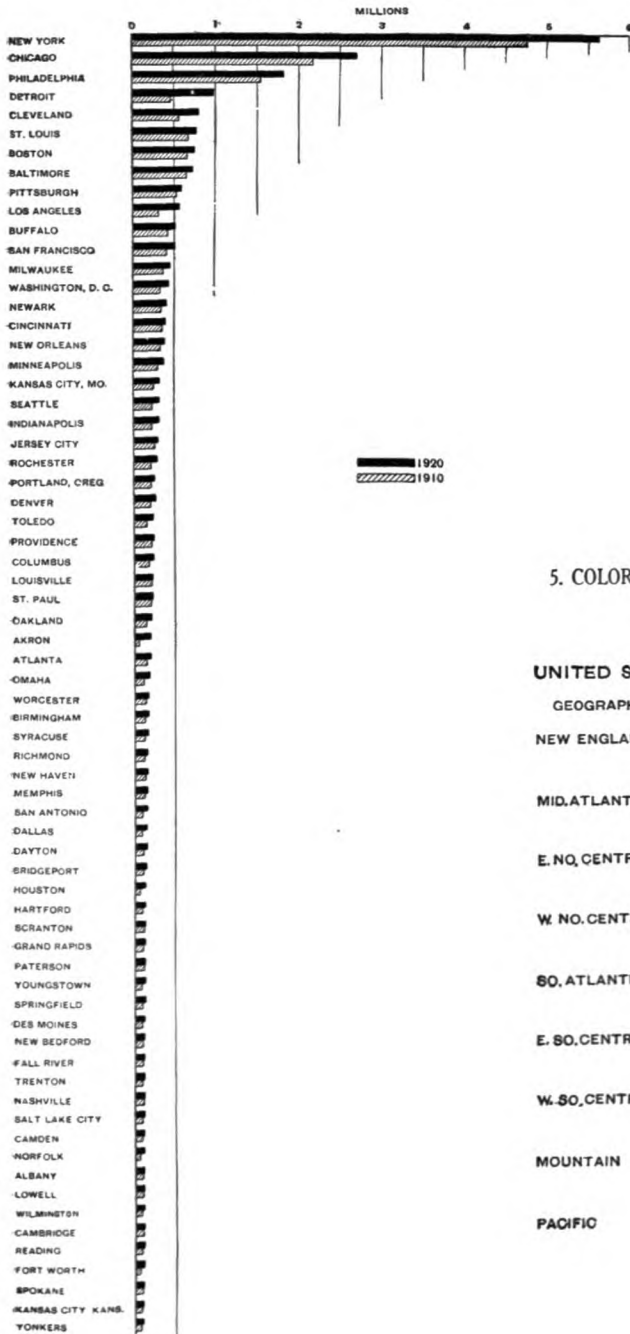 MILLIONS
0 1 2 3 4 5 6
NEW YORK
CHICAGO
PHILADELPHIA
DETROIT
CLEVELAND
ST. LOUIS
BOSTON
BALTIMORE
PITTSBURGH
LOS ANGELES
BUFFALO
SAN FRANCISCO
MILWAUKEE
WASHINGTON, D. C.
NEWARK
CINCINNATI
NEW ORLEANS
MINNEAPOLIS
KANSAS CITY, MO.
SEATTLE
INDIANAPOLIS
JERSEY CITY
ROCHESTER
PORTLAND, OREG
DENVER
TOLEDO
PROVIDENCE
COLUMBUS
LOUISVILLE
ST. PAUL
OAKLAND
AKRON
ATLANTA
OMAHA
WORCESTER
BIRMINGHAM
SYRACUSE
RICHMOND
NEW HAVEN
MEMPHIS
SAN ANTONIO
DALLAS
DAYTON
BRIDGEPORT
HOUSTON
HARTFORD
SCRANTON
GRAND RAPIDS
PATERSON
YOUNGSTOWN
SPRINGFIELD
DES MOINES
NEW BEDFORD
FALL RIVER
TRENTON
NASHVILLE
SALT LAKE CITY
CAMDEN
NORFOLK
ALBANY
LOWELL
WILMINGTON
CAMBRIDGE
READING
FORT WORTH
SPOKANE
KANSAS CITY KANS.
YONKERS
1920
1910
5. COLOR
UNITED S
GEOGRAPH
NEW ENGLA
MID. ATLANT
E. NO. CENTR
W. NO. CENT
SO. ATLANTI
E. SO. CENTR
W. SO. CENT
MOUNTAIN
PACIFIC